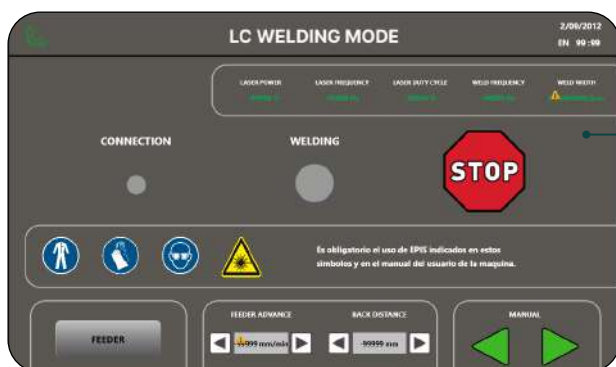 LC WELDING MODE
2/09/2012
EN 99:99
LASER POWER LASER FREQUENCY LASER DUTY CYCLE WELD FREQUENCY WELD WIDTH
CONNECTION
WELDING
STOP
Es obligatorio el uso de EPIS indicados en estos
simbolos y en el manual del usuario de la maquina.
FEEDER
FEEDER ADVANCE
mm/min
BACK DISTANCE
-99999 mm
MANUAL